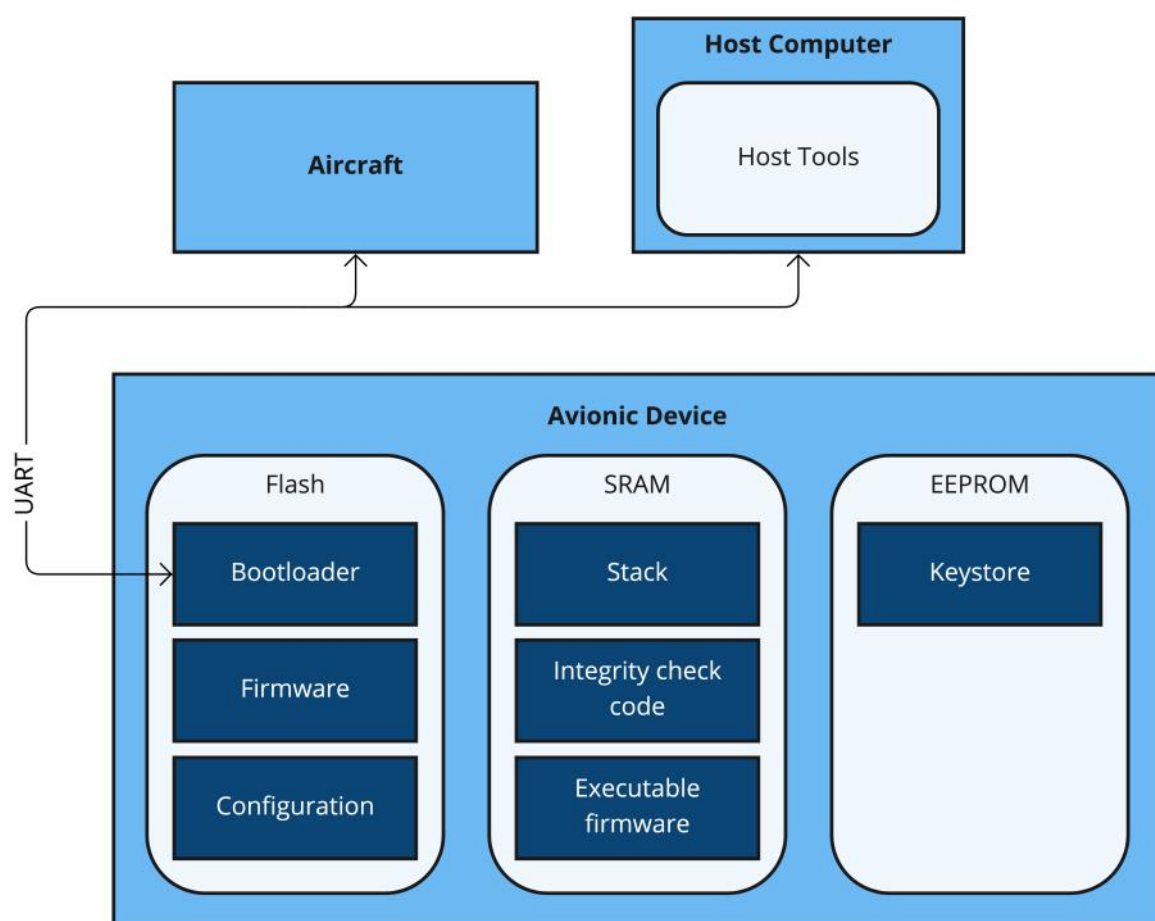 Host Computer
Host Tools
Aircraft
UART
Avionic Device
Flash
SRAM
EEPROM
Bootloader
Stack
Keystore
Firmware
Integrity check
code
Configuration
Executable
firmware